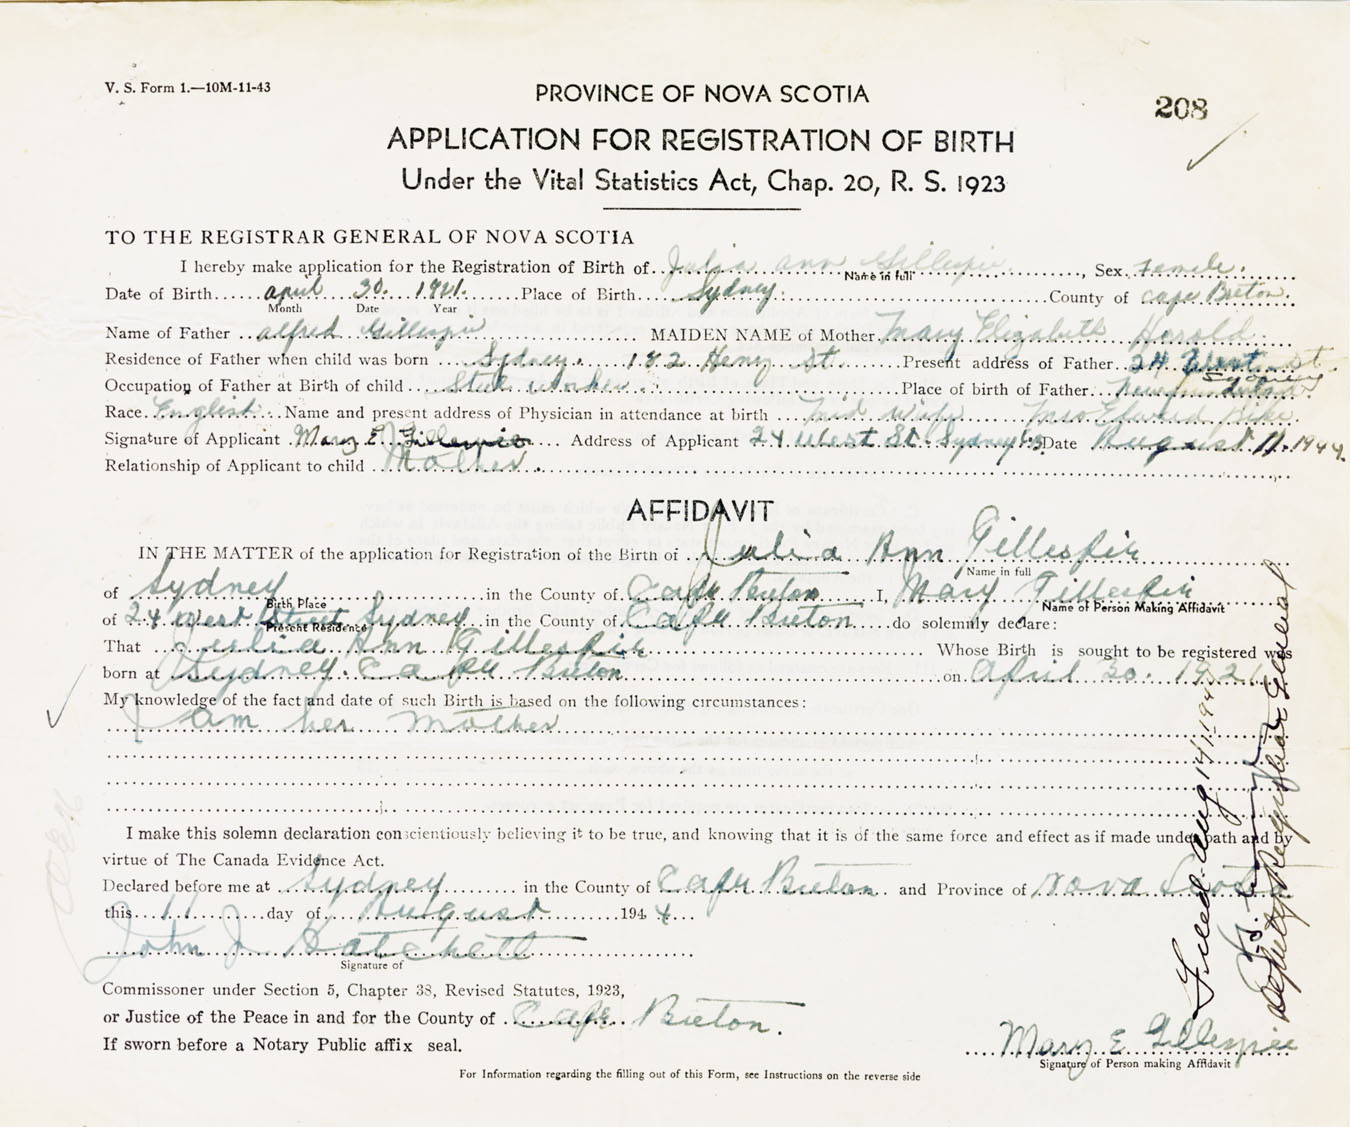 V. S. Form 1.—10M-11-43
PROVINCE OF NOVA SCOTIA
208
APPLICATION FOR REGISTRATION OF BIRTH
Under the Vital Statistics Act, Chap. 20, R. S. 1923
TO THE REGISTRAR GENERAL OF NOVA SCOTIA
I hereby make application for the Registration of Birth of Julia ann Gillespie, Sex Female.
Name in full
Date of Birth april 30. 1921. Place of Birth Sydney. County of Cape Breton.
Month Date Year
Name of Father alfred Gillespie MAIDEN NAME of Mother Mary Elizabeth Herold
Residence of Father when child was born Sydney. 182 Henry St. Present address of Father 24 West st.
Sydney
Occupation of Father at Birth of child Steel worker. Place of birth of Father
Race English Name and present address of Physician in attendance at birth mid wife Mrs Edward
Signature of Applicant Mary E. Gillespie Address of Applicant 24 West St. Sydney Date August 11. 1944.
Relationship of Applicant to child Mother.
AFFIDAVIT
IN THE MATTER of the application for Registration of the Birth of Julia Ann Gillespie
Name in full
of Sydney in the County of Cape Breton I, Mary Gillespie
Birth Place Name of Person Making Affidavit
of 24 West Street Sydney in the County of Cape Breton do solemnly declare:
Present Residence
That Julia Ann Gillespie Whose Birth is sought to be registered was
born at Sydney. Cape Breton on April 30. 1921
My knowledge of the fact and date of such Birth is based on the following circumstances:
I am her Mother
I make this solemn declaration conscientiously believing it to be true, and knowing that it is of the same force and effect as if made under oath and by
virtue of The Canada Evidence Act.
Declared before me at Sydney in the County of Cape Breton and Province of Nova Scotia
this 11 day of August 1944
John J Hatchett
Signature of
Commissoner under Section 5, Chapter 38, Revised Statutes, 1923,
or Justice of the Peace in and for the County of Cape Breton.
If sworn before a Notary Public affix seal.
Mary E Gillespie
Signature of Person making Affidavit
For Information regarding the filling out of this Form, see Instructions on the reverse side
Filed Aug 14/1944
Deputy Registrar General